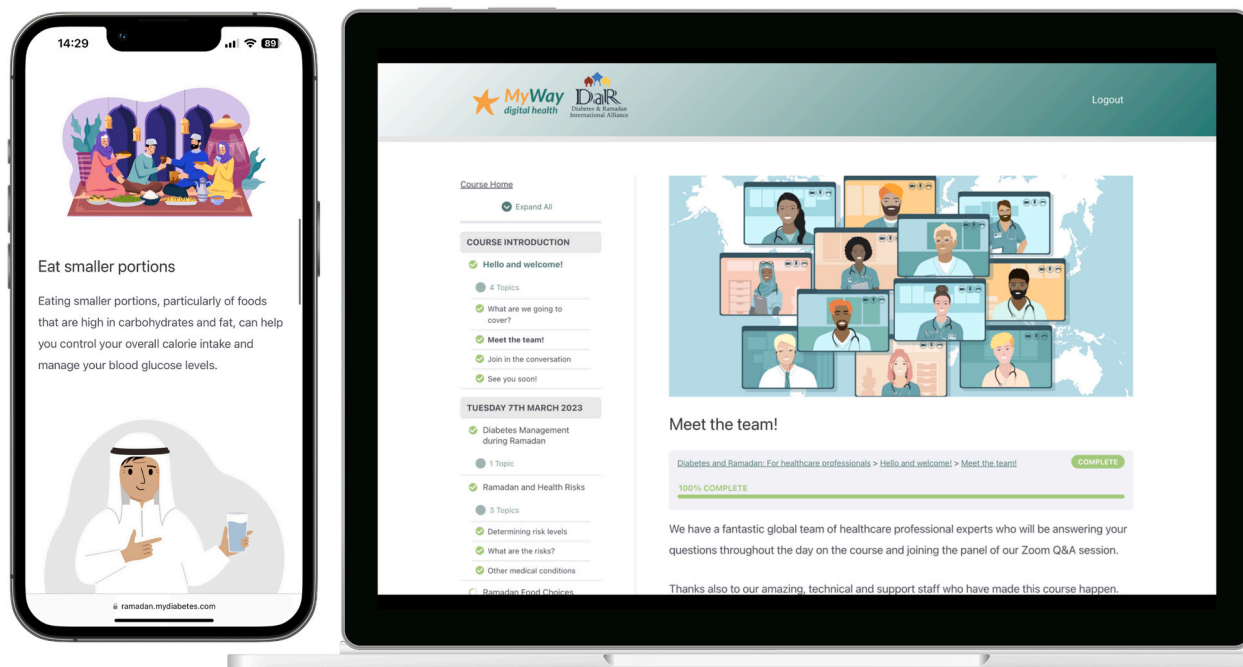 14:29
89
Eat smaller portions
Eating smaller portions, particularly of foods
that are high in carbohydrates and fat, can help
you control your overall calorie intake and
manage your blood glucose levels.
ramadan.mydiabetes.com
MyWay
digital health
DaR
Diabetes & Ramadan
International Alliance
Logout
Course Home
Expand All
COURSE INTRODUCTION
Hello and welcome!
4 Topics
What are we going to
cover?
Meet the team!
Join in the conversation
See you soon!
TUESDAY 7TH MARCH 2023
Diabetes Management
during Ramadan
1 Topic
Ramadan and Health Risks
3 Topics
Determining risk levels
What are the risks?
Other medical conditions
Ramadan Food Choices
Meet the team!
Diabetes and Ramadan: For healthcare professionals > Hello and welcome! > Meet the team!
COMPLETE
100% COMPLETE
We have a fantastic global team of healthcare professional experts who will be answering your
questions throughout the day on the course and joining the panel of our Zoom Q&A session.
Thanks also to our amazing, technical and support staff who have made this course happen.